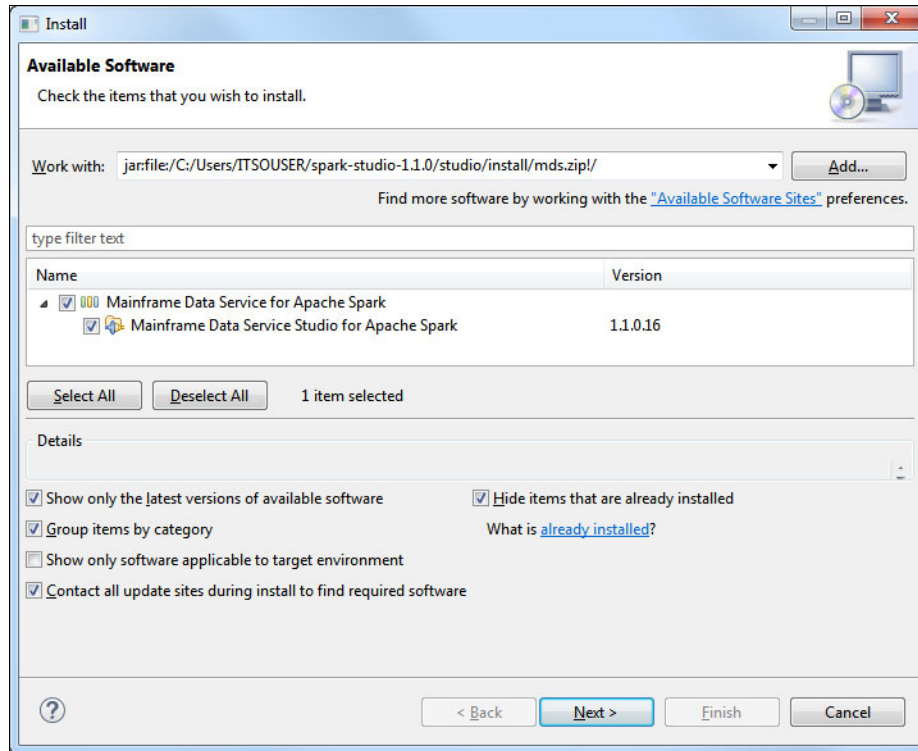 Install
Available Software
Check the items that you wish to install.
Work with: jar:file:/C:/Users/ITSOUSER/spark-studio-1.1.0/studio/install/mds.zip!/ Add...
Find more software by working with the "Available Software Sites" preferences.
type filter text
Name Version
Mainframe Data Service for Apache Spark
Mainframe Data Service Studio for Apache Spark 1.1.0.16
Select All Deselect All 1 item selected
Details
Show only the latest versions of available software Hide items that are already installed
Group items by category What is already installed?
Show only software applicable to target environment
Contact all update sites during install to find required software
? < Back Next > Finish Cancel